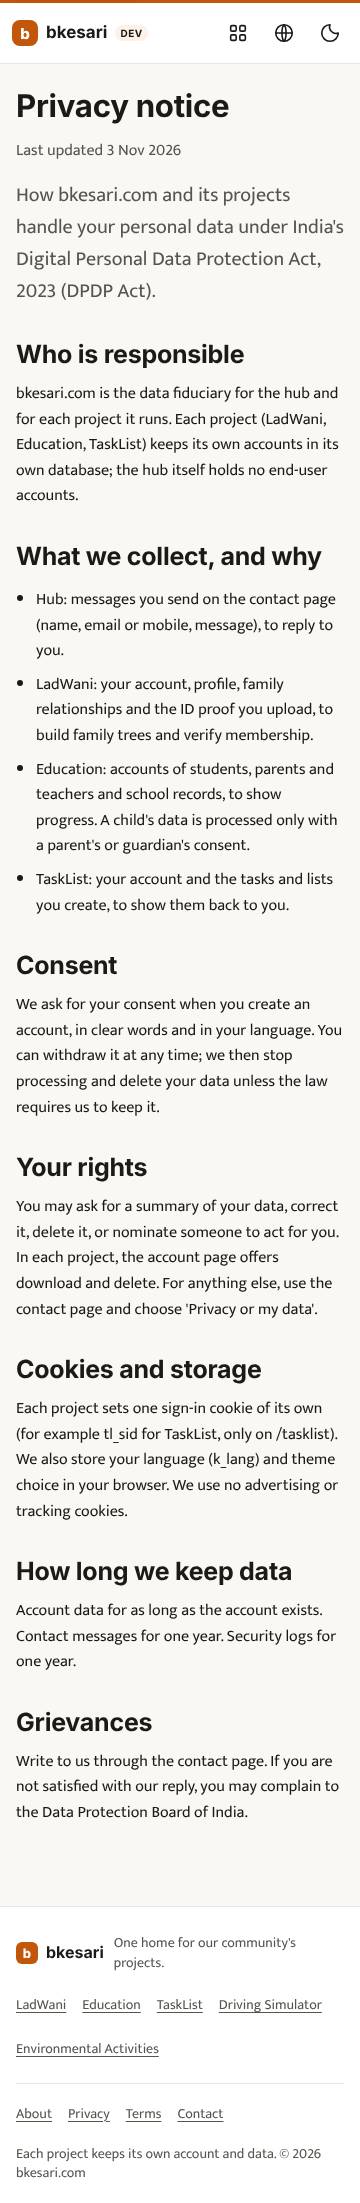 b bkesari DEV
Privacy notice
Last updated 3 Nov 2026
How bkesari.com and its projects
handle your personal data under India's
Digital Personal Data Protection Act,
2023 (DPDP Act).
Who is responsible
bkesari.com is the data fiduciary for the hub and
for each project it runs. Each project (LadWani,
Education, TaskList) keeps its own accounts in its
own database; the hub itself holds no end-user
accounts.
What we collect, and why
• Hub: messages you send on the contact page
(name, email or mobile, message), to reply to
you.
• LadWani: your account, profile, family
relationships and the ID proof you upload, to
build family trees and verify membership.
• Education: accounts of students, parents and
teachers and school records, to show
progress. A child's data is processed only with
a parent's or guardian's consent.
• TaskList: your account and the tasks and lists
you create, to show them back to you.
Consent
We ask for your consent when you create an
account, in clear words and in your language. You
can withdraw it at any time; we then stop
processing and delete your data unless the law
requires us to keep it.
Your rights
You may ask for a summary of your data, correct
it, delete it, or nominate someone to act for you.
In each project, the account page offers
download and delete. For anything else, use the
contact page and choose 'Privacy or my data'.
Cookies and storage
Each project sets one sign-in cookie of its own
(for example tl_sid for TaskList, only on /tasklist).
We also store your language (k_lang) and theme
choice in your browser. We use no advertising or
tracking cookies.
How long we keep data
Account data for as long as the account exists.
Contact messages for one year. Security logs for
one year.
Grievances
Write to us through the contact page. If you are
not satisfied with our reply, you may complain to
the Data Protection Board of India.
b bkesari
One home for our community's
projects.
LadWani Education TaskList Driving Simulator
Environmental Activities
About Privacy Terms Contact
Each project keeps its own account and data. © 2026
bkesari.com